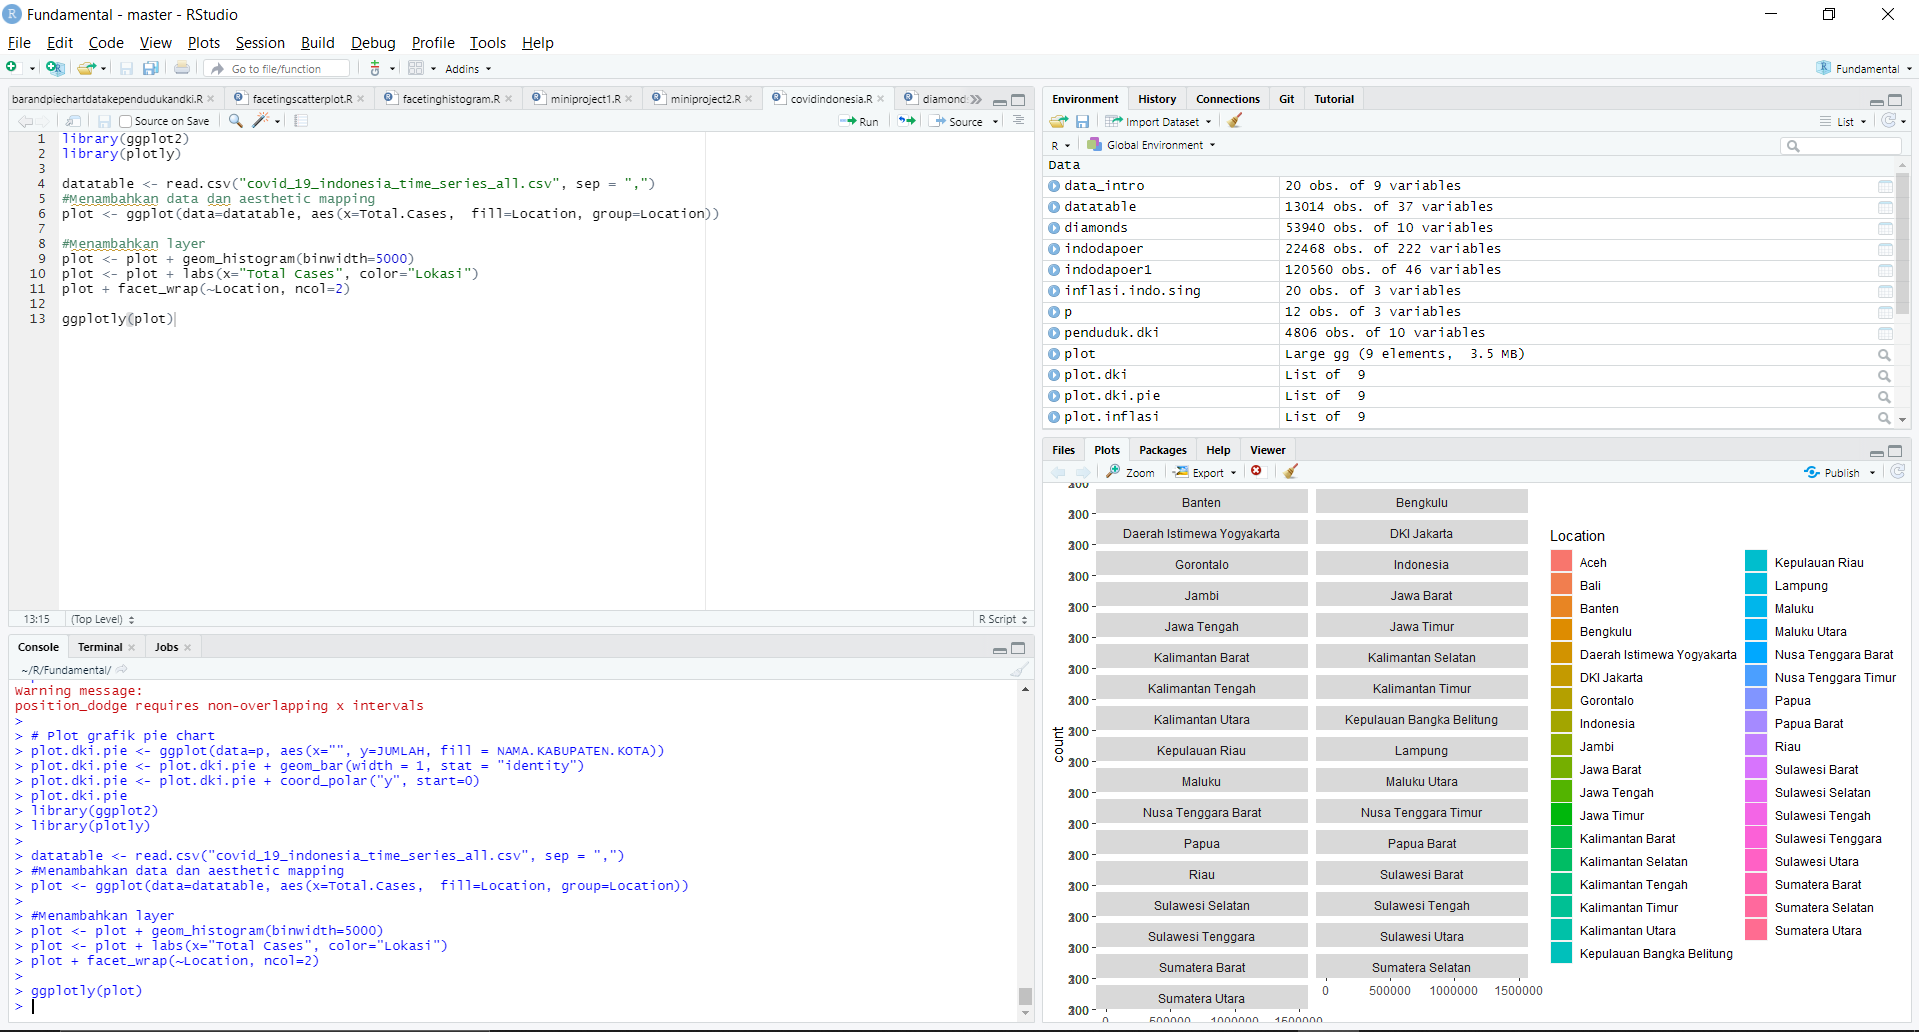 Fundamental - master - RStudio
File Edit Code View Plots Session Build Debug Profile Tools Help
Go to file/function Addins Fundamental
barandpiechartdatakependudukandki.R facetingscatterplot.R facetinghistogram.R miniproject1.R miniproject2.R covidindonesia.R diamond
Source on Save Run Source
1 library(ggplot2)
2 library(plotly)
3
4 datatable <- read.csv("covid_19_indonesia_time_series_all.csv", sep = ",")
5 #Menambahkan data dan aesthetic mapping
6 plot <- ggplot(data=datatable, aes(x=Total.Cases,  fill=Location, group=Location))
7
8 #Menambahkan layer
9 plot <- plot + geom_histogram(binwidth=5000)
10 plot <- plot + labs(x="Total Cases", color="Lokasi")
11 plot + facet_wrap(~Location, ncol=2)
12
13 ggplotly(plot)
13:15 (Top Level) R Script
Console Terminal Jobs
~/R/Fundamental/
Warning message:
position_dodge requires non-overlapping x intervals
>
> # Plot grafik pie chart
> plot.dki.pie <- ggplot(data=p, aes(x="", y=JUMLAH, fill = NAMA.KABUPATEN.KOTA))
> plot.dki.pie <- plot.dki.pie + geom_bar(width = 1, stat = "identity")
> plot.dki.pie <- plot.dki.pie + coord_polar("y", start=0)
> plot.dki.pie
> library(ggplot2)
> library(plotly)
>
> datatable <- read.csv("covid_19_indonesia_time_series_all.csv", sep = ",")
> #Menambahkan data dan aesthetic mapping
> plot <- ggplot(data=datatable, aes(x=Total.Cases,  fill=Location, group=Location))
>
> #Menambahkan layer
> plot <- plot + geom_histogram(binwidth=5000)
> plot <- plot + labs(x="Total Cases", color="Lokasi")
> plot + facet_wrap(~Location, ncol=2)
>
> ggplotly(plot)
>
Environment History Connections Git Tutorial
Import Dataset List
R Global Environment
Data
data_intro 20 obs. of 9 variables
datatable 13014 obs. of 37 variables
diamonds 53940 obs. of 10 variables
indodapoer 22468 obs. of 222 variables
indodapoer1 120560 obs. of 46 variables
inflasi.indo.sing 20 obs. of 3 variables
p 12 obs. of 3 variables
penduduk.dki 4806 obs. of 10 variables
plot Large gg (9 elements,  3.5 MB)
plot.dki List of  9
plot.dki.pie List of  9
plot.inflasi List of  9
Files Plots Packages Help Viewer
Zoom Export Publish
count
Banten Bengkulu
Daerah Istimewa Yogyakarta DKI Jakarta
Gorontalo Indonesia
Jambi Jawa Barat
Jawa Tengah Jawa Timur
Kalimantan Barat Kalimantan Selatan
Kalimantan Tengah Kalimantan Timur
Kalimantan Utara Kepulauan Bangka Belitung
Kepulauan Riau Lampung
Maluku Maluku Utara
Nusa Tenggara Barat Nusa Tenggara Timur
Papua Papua Barat
Riau Sulawesi Barat
Sulawesi Selatan Sulawesi Tengah
Sulawesi Tenggara Sulawesi Utara
Sumatera Barat Sumatera Selatan
Sumatera Utara
0 500000 1000000 1500000
0 500000 1000000 1500000
Location
Aceh
Bali
Banten
Bengkulu
Daerah Istimewa Yogyakarta
DKI Jakarta
Gorontalo
Indonesia
Jambi
Jawa Barat
Jawa Tengah
Jawa Timur
Kalimantan Barat
Kalimantan Selatan
Kalimantan Tengah
Kalimantan Timur
Kalimantan Utara
Kepulauan Bangka Belitung
Kepulauan Riau
Lampung
Maluku
Maluku Utara
Nusa Tenggara Barat
Nusa Tenggara Timur
Papua
Papua Barat
Riau
Sulawesi Barat
Sulawesi Selatan
Sulawesi Tengah
Sulawesi Tenggara
Sulawesi Utara
Sumatera Barat
Sumatera Selatan
Sumatera Utara